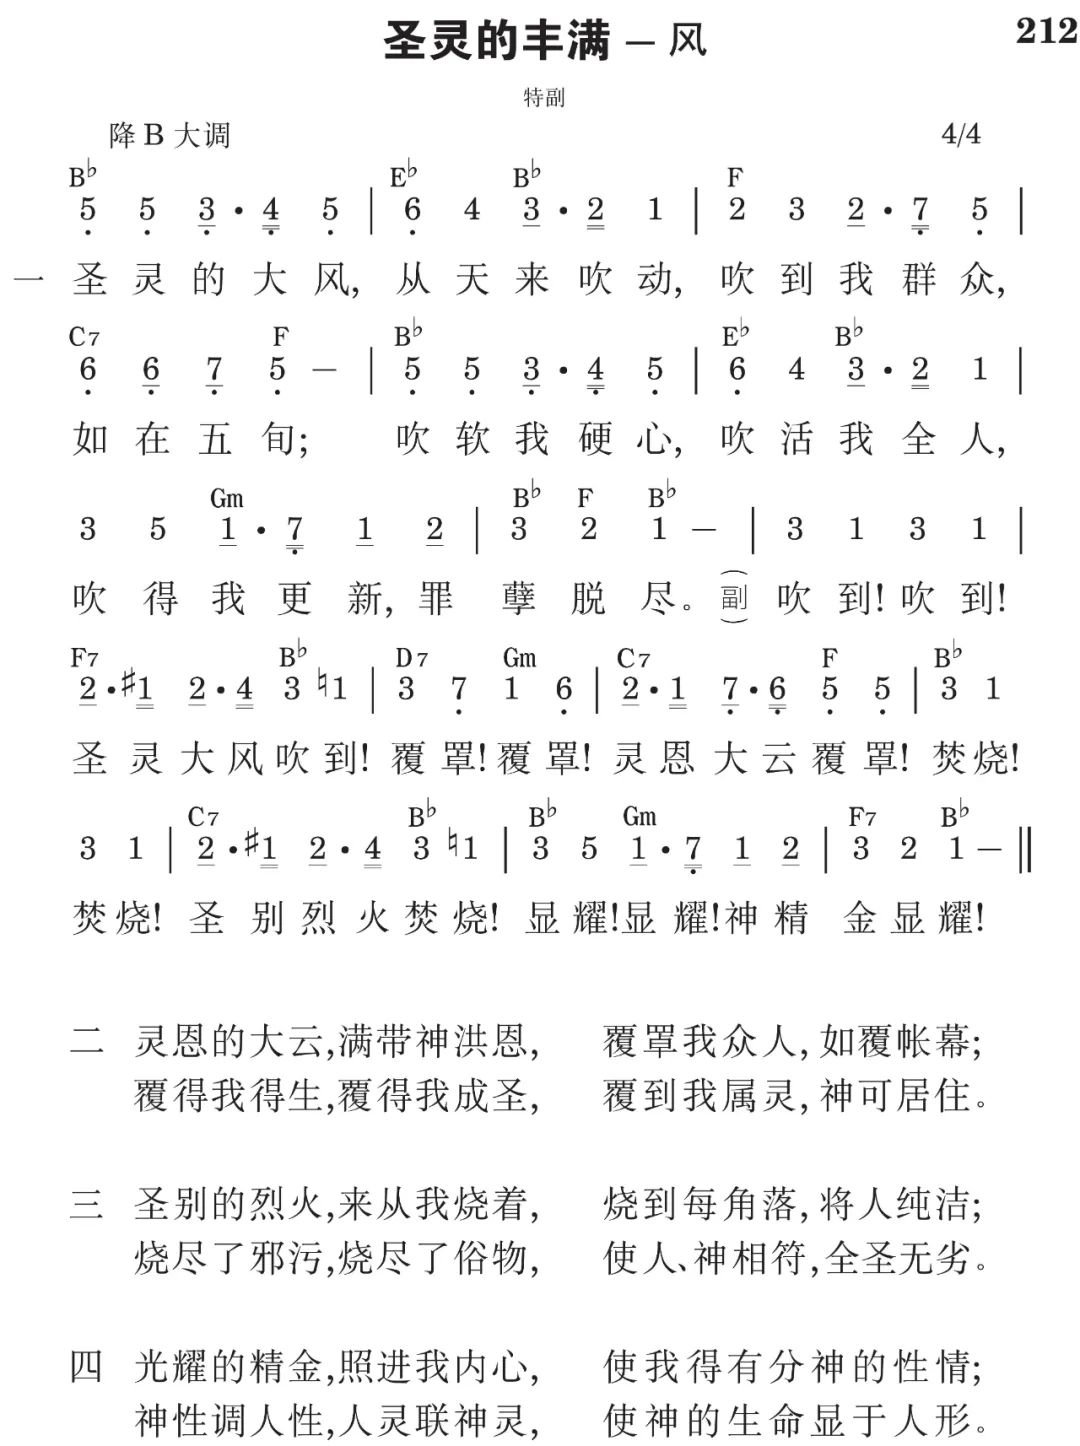 圣灵的丰满 — 风
212
特副
降 B 大调 4/4
B♭ E♭ B♭ F
5 5 3 · 4 5 | 6 4 3 · 2 1 | 2 3 2 · 7 5 |
一 圣灵的大风, 从天来吹动, 吹到我群众,
C7 F B♭ E♭ B♭
6 6 7 5 — | 5 5 3 · 4 5 | 6 4 3 · 2 1 |
如在五旬; 吹软我硬心, 吹活我全人,
Gm B♭ F B♭
3 5 1 · 7 1 2 | 3 2 1 — | 3 1 3 1 |
吹得我更新, 罪孽脱尽。(副) 吹到! 吹到!
F7 B♭ D7 Gm C7 F B♭
2 · ♯1 2 · 4 3 ♮1 | 3 7 1 6 | 2 · 1 7 · 6 5 5 | 3 1
圣灵大风吹到! 覆罩! 覆罩! 灵恩大云覆罩! 焚烧!
C7 B♭ B♭ Gm F7 B♭
3 1 | 2 · ♯1 2 · 4 3 ♮1 | 3 5 1 · 7 1 2 | 3 2 1 — ‖
焚烧! 圣别烈火焚烧! 显耀! 显耀! 神精金显耀!
二 灵恩的大云,满带神洪恩, 覆罩我众人, 如覆帐幕;
覆得我得生,覆得我成圣, 覆到我属灵, 神可居住。
三 圣别的烈火,来从我烧着, 烧到每角落, 将人纯洁;
烧尽了邪污,烧尽了俗物, 使人、神相符, 全圣无劣。
四 光耀的精金,照进我内心, 使我得有分神的性情;
神性调人性,人灵联神灵, 使神的生命显于人形。